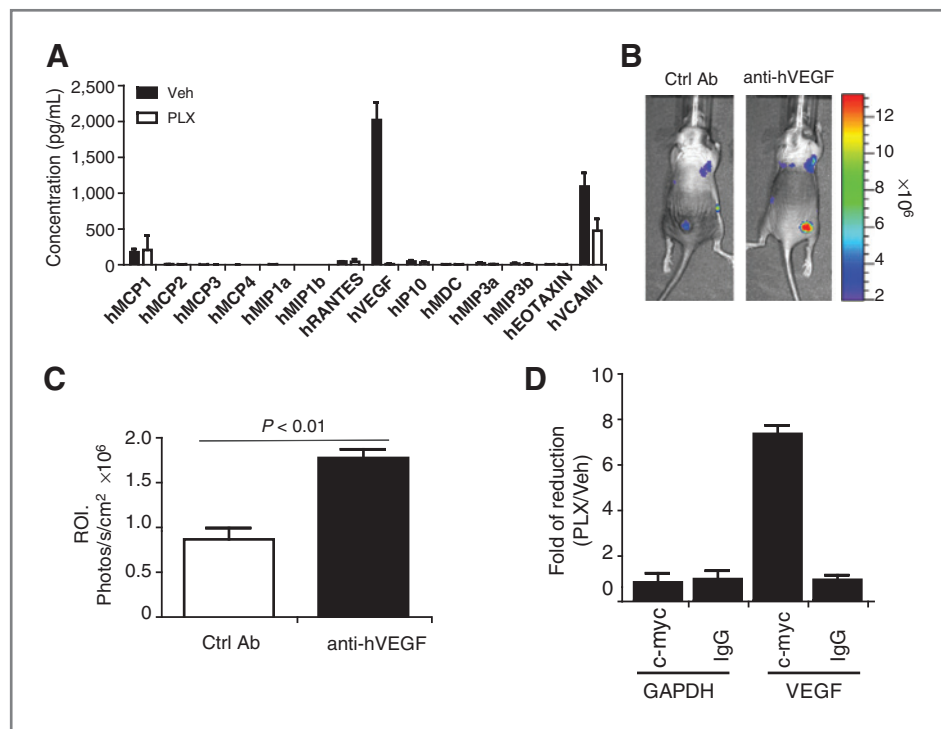 A
Concentration (pg/mL)
2,500
2,000
1,500
1,000
500
0
Veh
PLX
hMCP1
hMCP2
hMCP3
hMCP4
hMIP1a
hMIP1b
hRANTES
hVEGF
hIP10
hMDC
hMIP3a
hMIP3b
hEOTAXIN
hVCAM1
B
Ctrl Ab
anti-hVEGF
12
10
8
6
4
2
×10⁶
C
P < 0.01
ROI.
Photos/s/cm² ×10⁶
2.0
1.5
1.0
0.5
0
Ctrl Ab
anti-hVEGF
D
Fold of reduction
(PLX/Veh)
10
8
6
4
2
0
c-myc
IgG
c-myc
IgG
GAPDH
VEGF